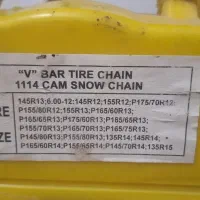 "V" BAR TIRE CHAIN
1114 CAM SNOW CHAIN
145R13;6.00-12;145R12;155R12;P175/70R12
RE P155/80R12;155R13;P165/80R13;
P165/65R13;P175/60R13;P165/65R13;
P155/75R13;P165/70R13;P165/75R13;
ZE P145/80R13;P155/80R13;135R14;145R14;
P165/60R14;P155/65R14;P145/70R14;135R15